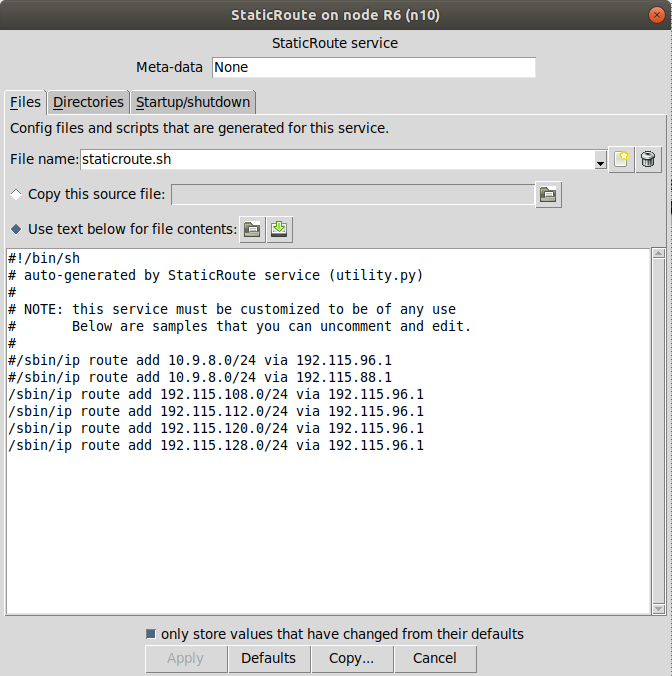 StaticRoute on node R6 (n10)
StaticRoute service
Meta-data None
Files Directories Startup/shutdown
Config files and scripts that are generated for this service.
File name: staticroute.sh
Copy this source file:
Use text below for file contents:
#!/bin/sh
# auto-generated by StaticRoute service (utility.py)
#
# NOTE: this service must be customized to be of any use
#       Below are samples that you can uncomment and edit.
#
#/sbin/ip route add 10.9.8.0/24 via 192.115.96.1
#/sbin/ip route add 10.9.8.0/24 via 192.115.88.1
/sbin/ip route add 192.115.108.0/24 via 192.115.96.1
/sbin/ip route add 192.115.112.0/24 via 192.115.96.1
/sbin/ip route add 192.115.120.0/24 via 192.115.96.1
/sbin/ip route add 192.115.128.0/24 via 192.115.96.1
only store values that have changed from their defaults
Apply Defaults Copy... Cancel